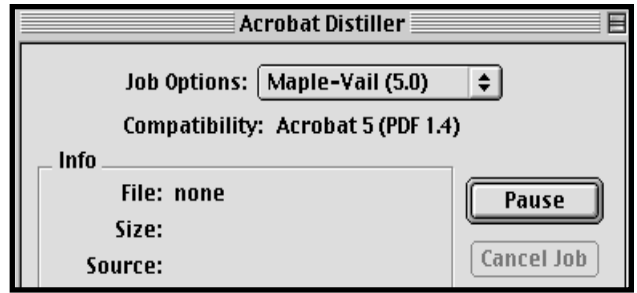 Acrobat Distiller
Job Options: Maple-Vail (5.0)
Compatibility: Acrobat 5 (PDF 1.4)
Info
File: none
Pause
Size:
Source:
Cancel Job